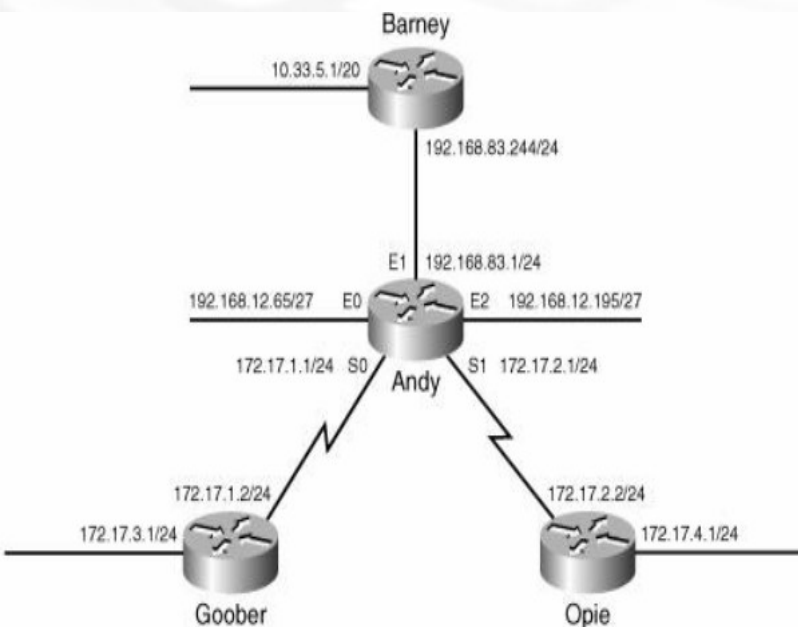 Barney
10.33.5.1/20
192.168.83.244/24
E1 192.168.83.1/24
192.168.12.65/27 E0 E2 192.168.12.195/27
172.17.1.1/24 S0 S1 172.17.2.1/24
Andy
172.17.1.2/24 172.17.2.2/24
172.17.3.1/24 172.17.4.1/24
Goober Opie